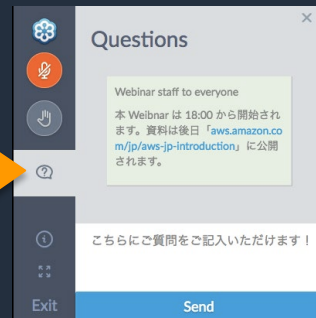 Questions
Webinar staff to everyone
本 Weibnar は 18:00 から開始され
ます。資料は後日「aws.amazon.co
m/jp/aws-jp-introduction」に公開
されます。
こちらにご質問をご記入いただけます！
Exit
Send